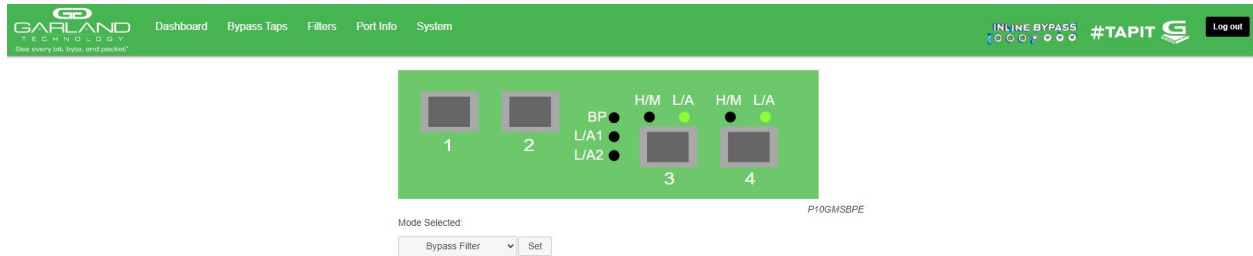 GARLAND
TECHNOLOGY
See every bit, byte, and packet®
Dashboard Bypass Taps Filters Port Info System
INLINE BYPASS
#TAPIT
Log out
H/M L/A H/M L/A
BP
L/A1
L/A2
1 2
3 4
P10GMSBPE
Mode Selected:
Bypass Filter Set